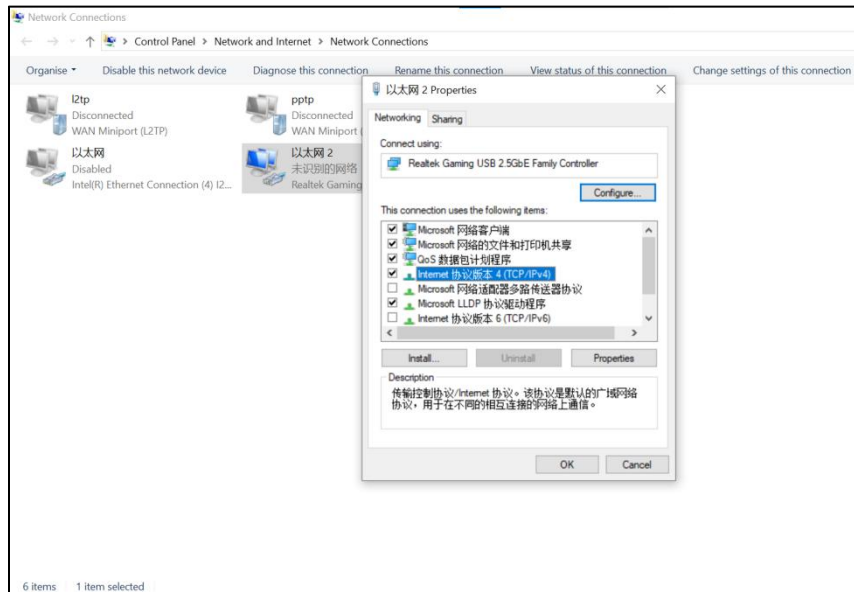 Network Connections
Control Panel > Network and Internet > Network Connections
Organise Disable this network device Diagnose this connection Rename this connection View status of this connection Change settings of this connection
l2tp
Disconnected
WAN Miniport (L2TP)
pptp
Disconnected
WAN Miniport (
以太网
Disabled
Intel(R) Ethernet Connection (4) I2...
以太网 2
未识别的网络
Realtek Gaming
以太网 2 Properties
Networking Sharing
Connect using:
Realtek Gaming USB 2.5GbE Family Controller
Configure...
This connection uses the following items:
Microsoft 网络客户端
Microsoft 网络的文件和打印机共享
QoS 数据包计划程序
Internet 协议版本 4 (TCP/IPv4)
Microsoft 网络适配器多路传送器协议
Microsoft LLDP 协议驱动程序
Internet 协议版本 6 (TCP/IPv6)
Install... Uninstall Properties
Description
传输控制协议/Internet 协议。该协议是默认的广域网络
协议，用于在不同的相互连接的网络上通信。
OK Cancel
6 items 1 item selected